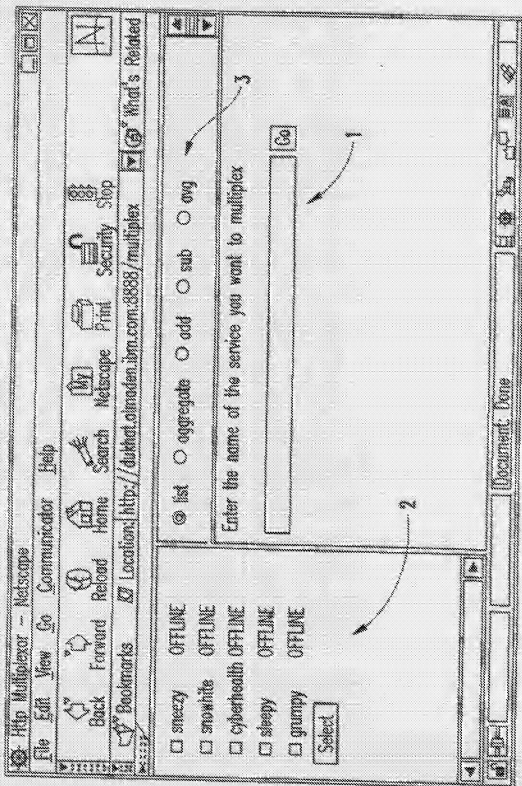 Http Multiplexor – Netscape
File Edit View Go Communicator Help
Back Forward Reload Home Search Netscape Print Security Stop
My
N
Bookmarks Location: http://dukhat.almaden.ibm.com:8888/multiplex What's Related
sneezy OFFLINE
snowhite OFFLINE
cyberhealth OFFLINE
sleepy OFFLINE
grumpy OFFLINE
Select
2
list aggregate add sub avg
3
Enter the name of the service you want to multiplex
Go
1
Document: Done